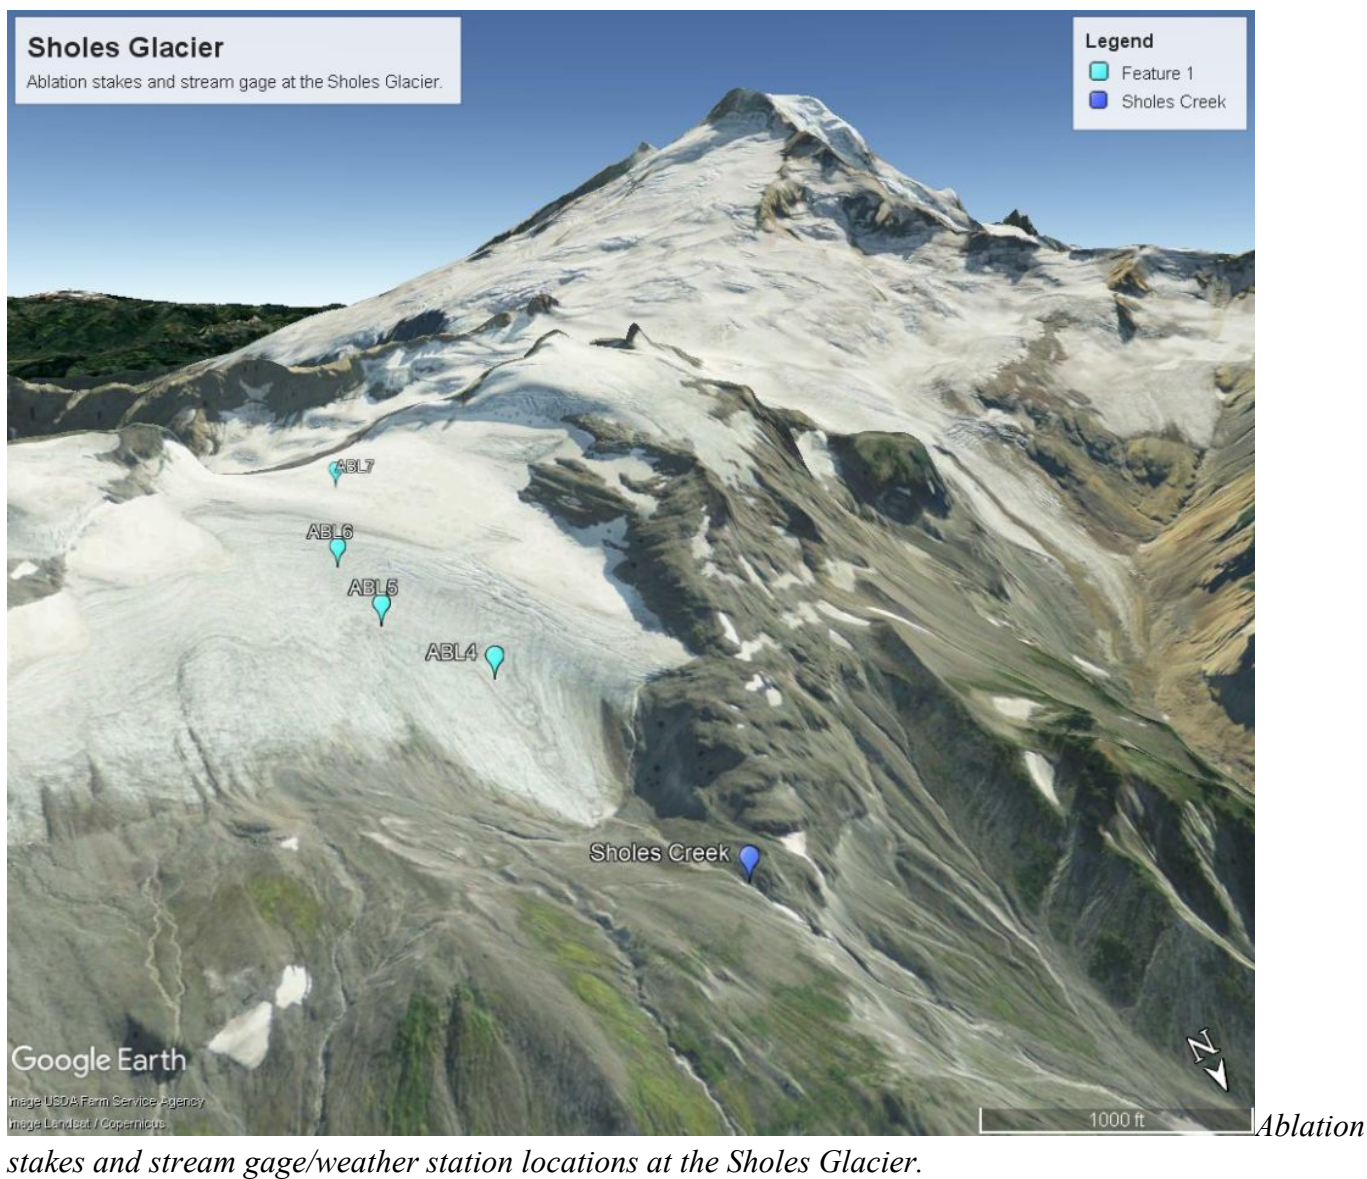 Sholes Glacier
Ablation stakes and stream gage at the Sholes Glacier.
Legend
Feature 1
Sholes Creek
ABL7
ABL6
ABL5
ABL4
Sholes Creek
N
Google Earth
Image USDA Farm Service Agency
Image Landsat / Copernicus
1000 ft
Ablation
stakes and stream gage/weather station locations at the Sholes Glacier.